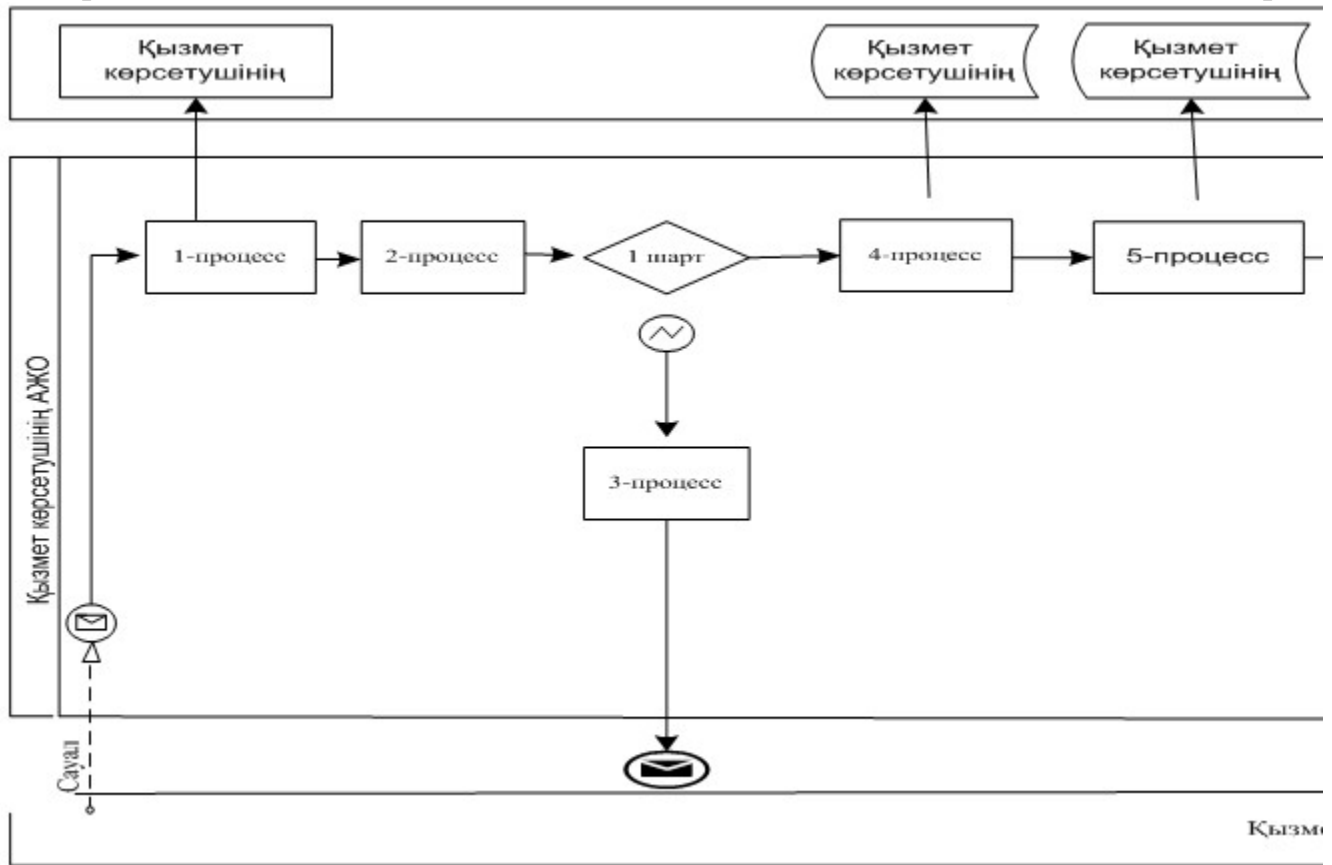 Қызмет
көрсетушінің
Қызмет
көрсетушінің
Қызмет
көрсетушінің
1-процесс
2-процесс
1 шарт
4-процесс
5-процесс
3-процесс
Қызмет көрсетушінің АЖО
Сауал